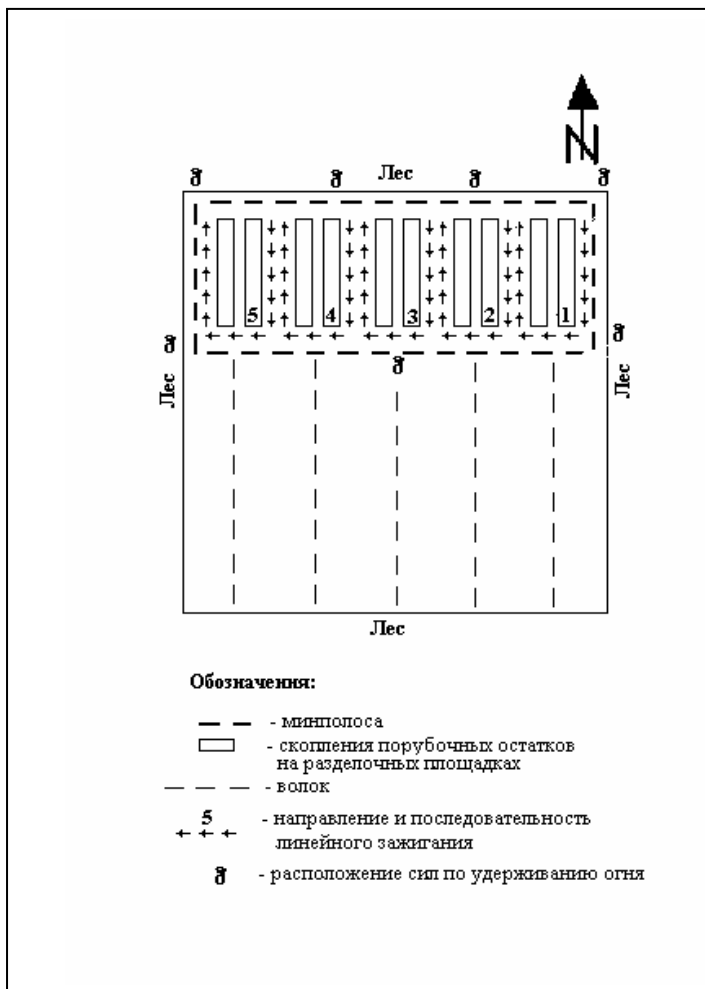 N
Лес
5 4 3 2 1
Лес
Лес
Лес
Обозначения:
- минполоса
- скопления порубочных остатков
на разделочных площадках
- волок
5 - направление и последовательность
линейного зажигания
- расположение сил по удерживанию огня